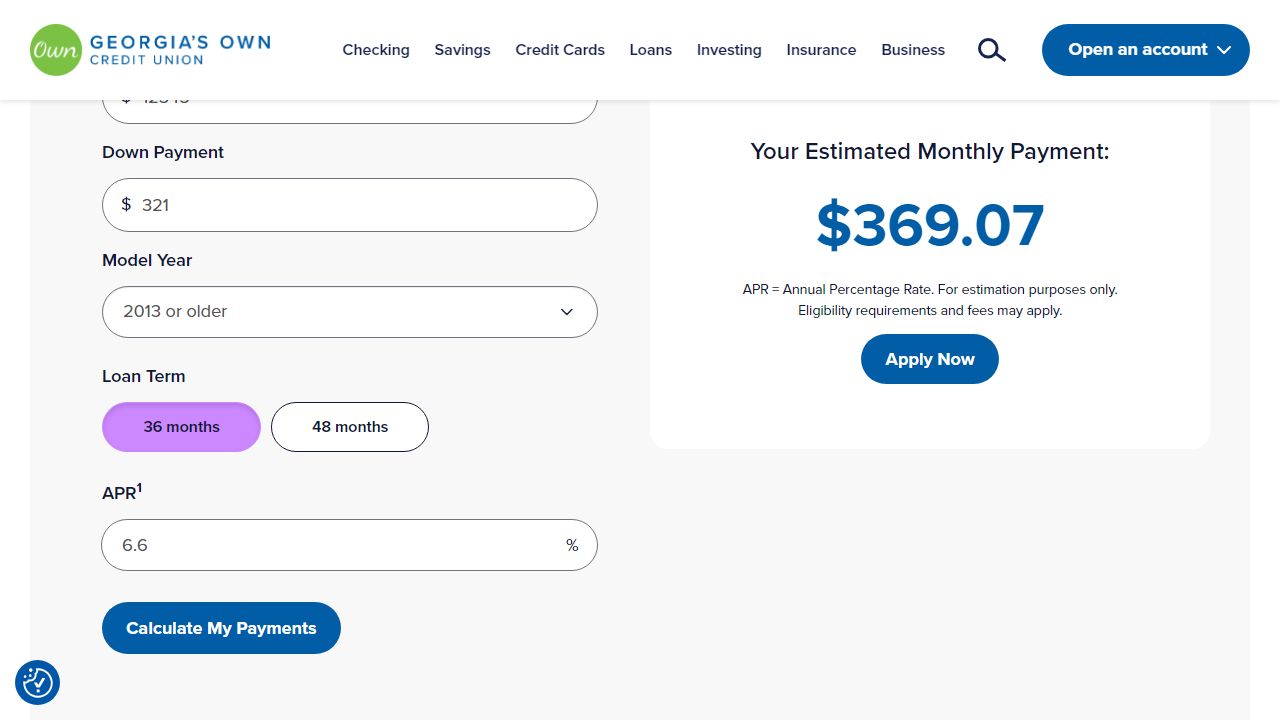 Own
GEORGIA'S OWN
CREDIT UNION
Checking
Savings
Credit Cards
Loans
Investing
Insurance
Business
Open an account
Down Payment
$ 321
Model Year
2013 or older
Loan Term
36 months
48 months
APR¹
6.6 %
Calculate My Payments
Your Estimated Monthly Payment:
$369.07
APR = Annual Percentage Rate. For estimation purposes only.
Eligibility requirements and fees may apply.
Apply Now